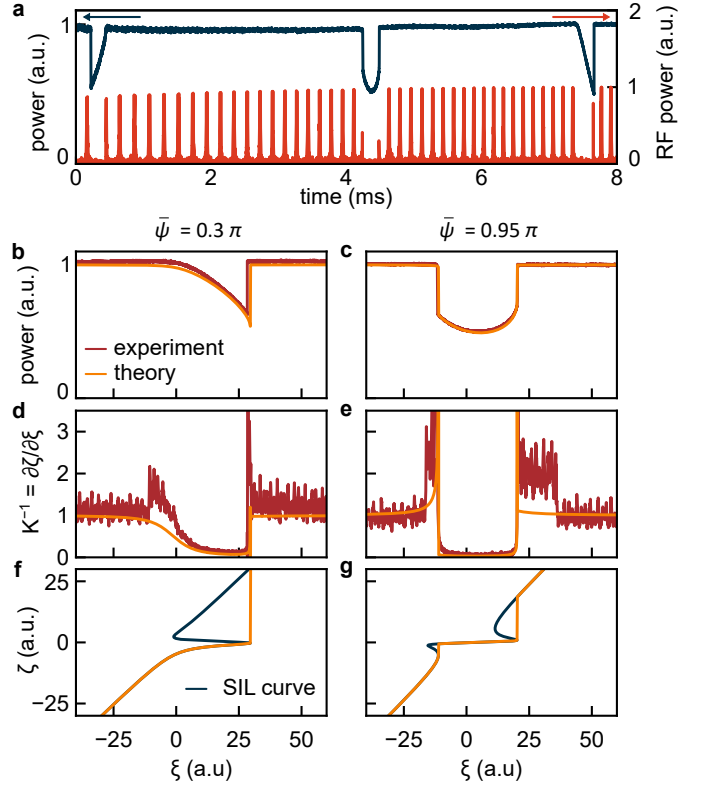 a
1
0
power (a.u.)
2
1
0
RF power (a.u.)
0
2
4
6
8
time (ms)
ψ̄ = 0.3 π
ψ̄ = 0.95 π
b
1
0
power (a.u.)
experiment
theory
c
d
3
2
1
0
K⁻¹ = ∂ζ/∂ξ
e
f
25
0
−25
ζ (a.u.)
SIL curve
−25
0
25
50
ξ (a.u)
g
−25
0
25
50
ξ (a.u.)